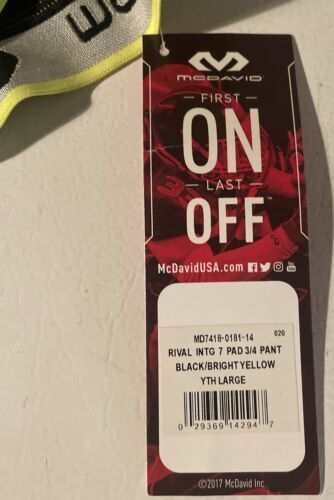 McDAVID
FIRST
ON
LAST
OFF™
McDavidUSA.com
MD7418-0181-14 020
RIVAL INTG 7 PAD 3/4 PANT
BLACK/BRIGHT YELLOW
YTH LARGE
0 29369 14294 7
©2017 McDavid Inc.